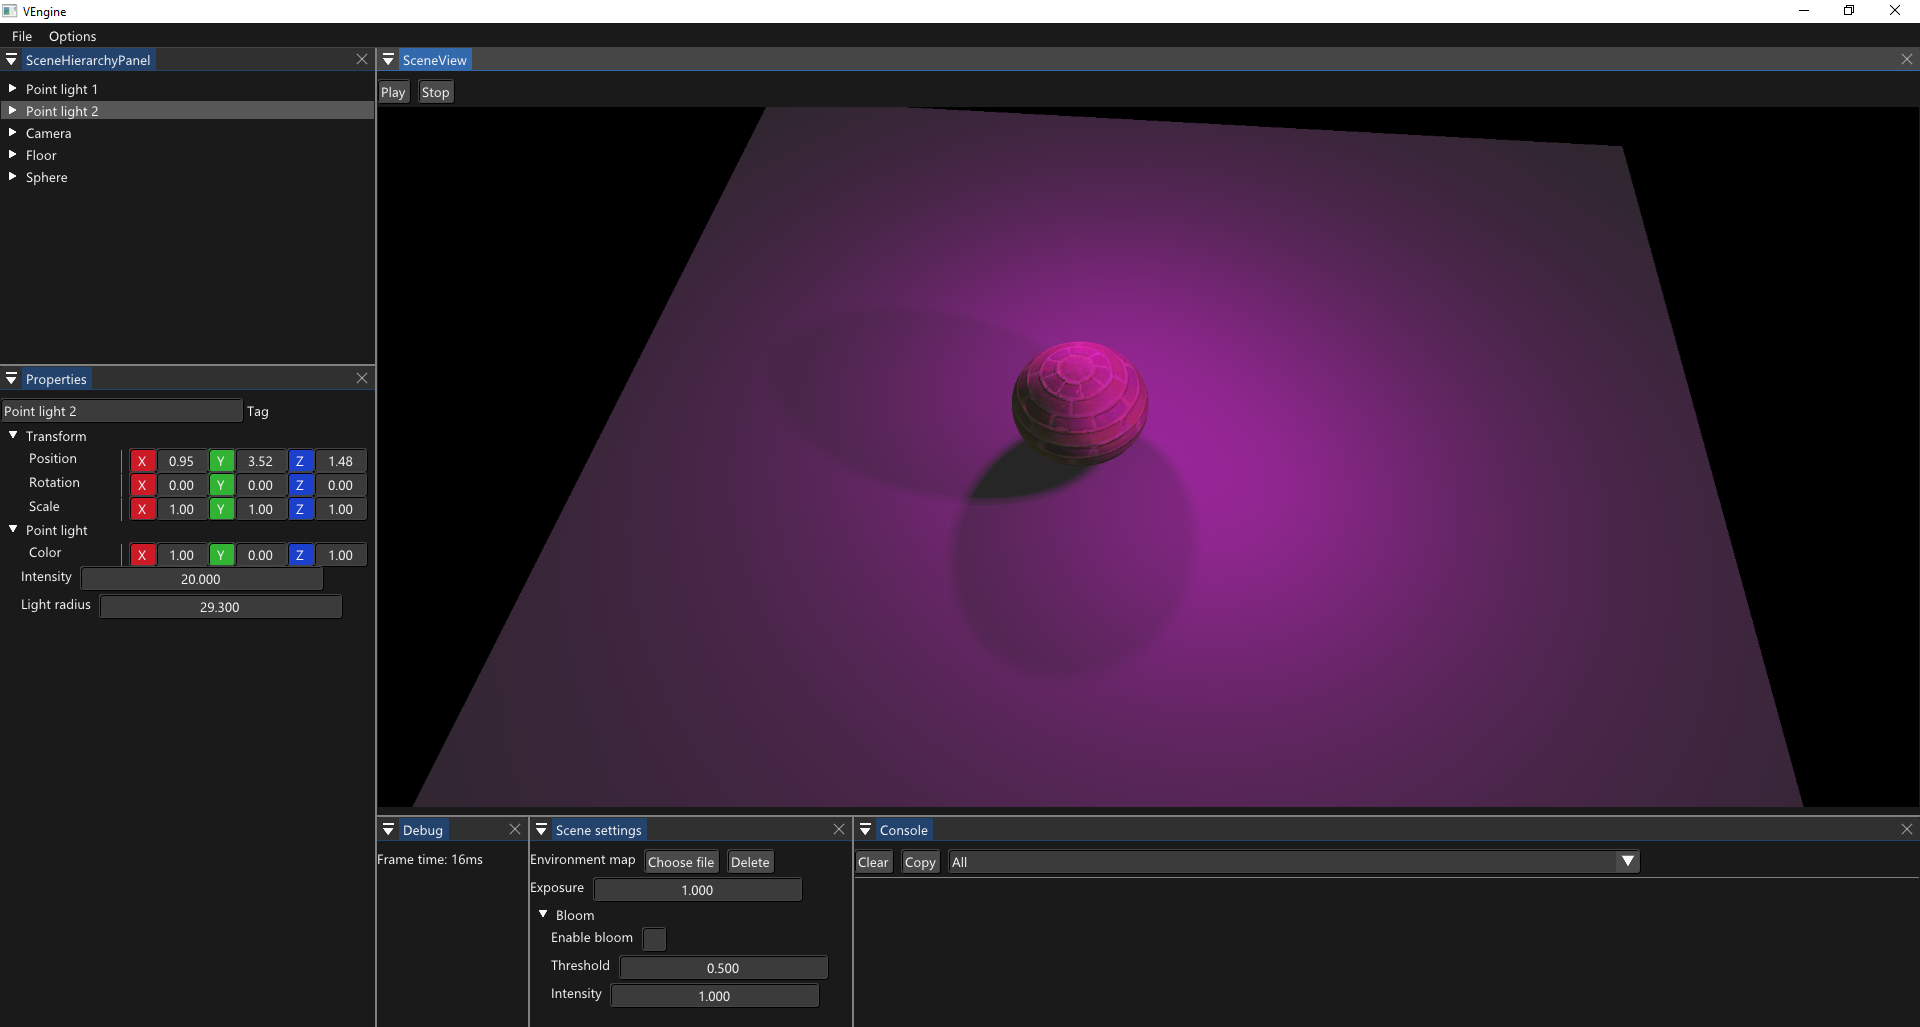 VEngine
File Options
SceneHierarchyPanel
Point light 1
Point light 2
Camera
Floor
Sphere
Properties
Point light 2 Tag
Transform
Position X 0.95 Y 3.52 Z 1.48
Rotation X 0.00 Y 0.00 Z 0.00
Scale X 1.00 Y 1.00 Z 1.00
Point light
Color X 1.00 Y 0.00 Z 1.00
Intensity 20.000
Light radius 29.300
SceneView
Play Stop
Debug
Frame time: 16ms
Scene settings
Environment map Choose file Delete
Exposure 1.000
Bloom
Enable bloom
Threshold 0.500
Intensity 1.000
Console
Clear Copy All